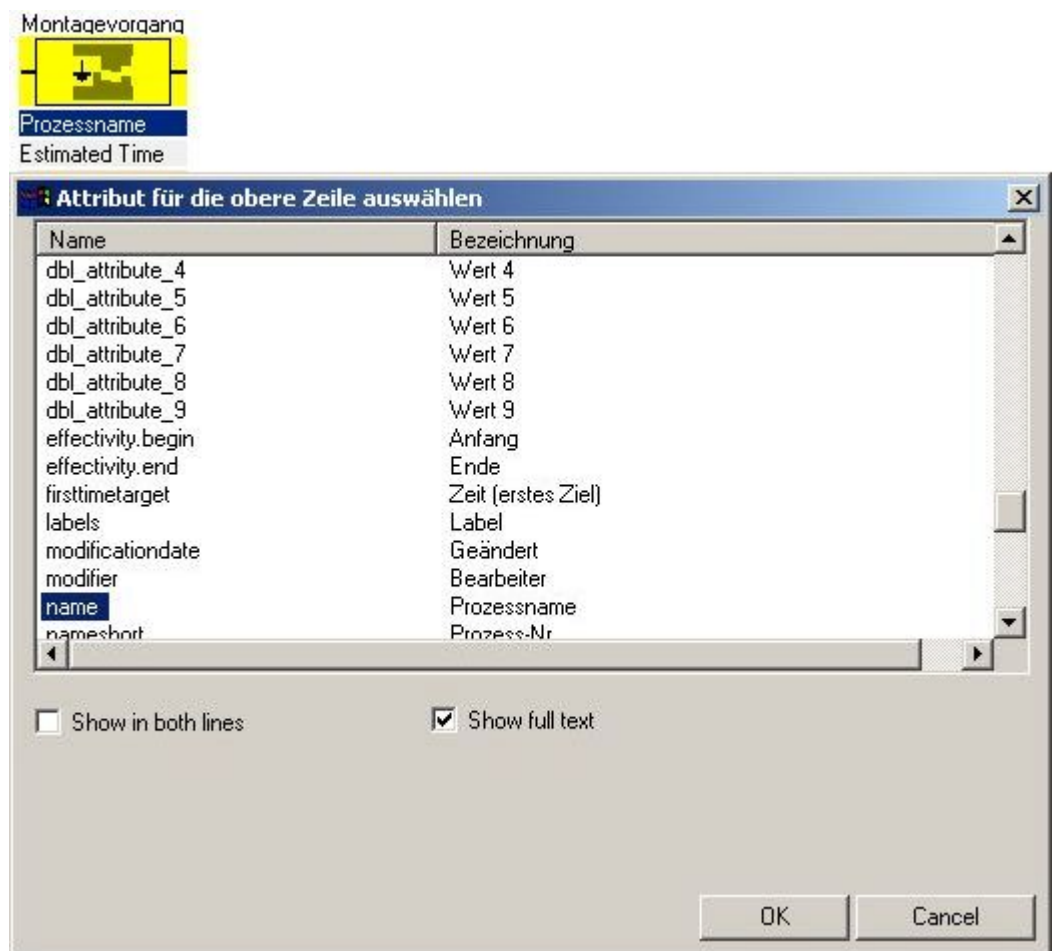 Montagevorgang
Prozessname
Estimated Time
Attribut für die obere Zeile auswählen
Name Bezeichnung
dbl_attribute_4 Wert 4
dbl_attribute_5 Wert 5
dbl_attribute_6 Wert 6
dbl_attribute_7 Wert 7
dbl_attribute_8 Wert 8
dbl_attribute_9 Wert 9
effectivity.begin Anfang
effectivity.end Ende
firsttimetarget Zeit (erstes Ziel)
labels Label
modificationdate Geändert
modifier Bearbeiter
name Prozessname
nameshort Prozess-Nr
Show in both lines Show full text
OK Cancel